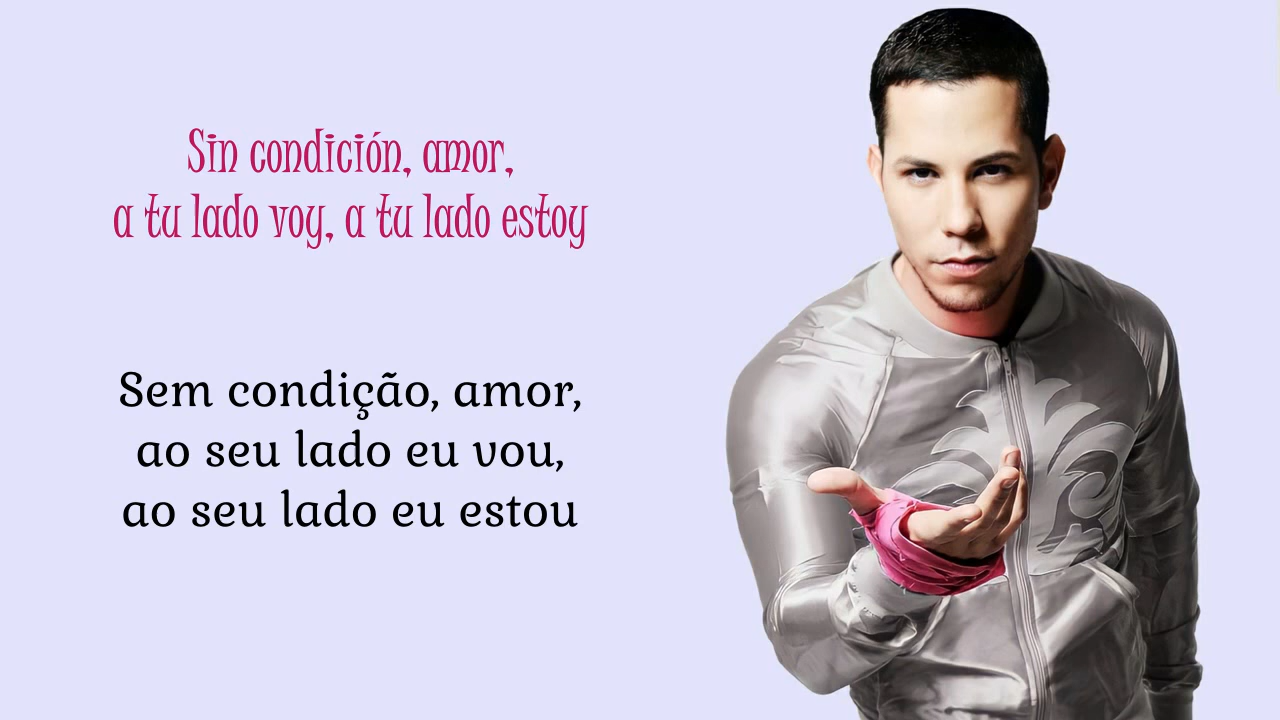 Sin condición, amor,
a tu lado voy, a tu lado estoy
Sem condição, amor,
ao seu lado eu vou,
ao seu lado eu estou